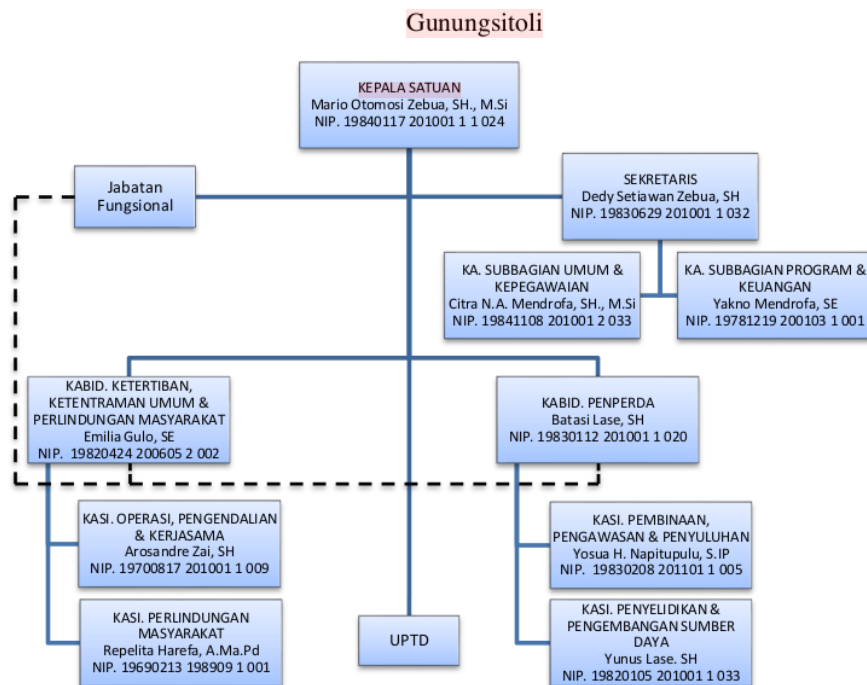 Gunungsitoli
KEPALA SATUAN
Mario Otomosi Zebua, SH., M.Si
NIP. 19840117 201001 1 1 024
Jabatan
Fungsional
SEKRETARIS
Dedy Setiawan Zebua, SH
NIP. 19830629 201001 1 032
KA. SUBBAGIAN UMUM &
KEPEGAWAIAN
Citra N.A. Mendrofa, SH., M.Si
NIP. 19841108 201001 2 033
KA. SUBBAGIAN PROGRAM &
KEUANGAN
Yakno Mendrofa, SE
NIP. 19781219 200103 1 001
KABID. KETERTIBAN,
KETENTRAMAN UMUM &
PERLINDUNGAN MASYARAKAT
Emilia Gulo, SE
NIP. 19820424 200605 2 002
KABID. PENPERDA
Batasi Lase, SH
NIP. 19830112 201001 1 020
KASI. OPERASI, PENGENDALIAN
& KERJASAMA
Arosandre Zai, SH
NIP. 19700817 201001 1 009
KASI. PERLINDUNGAN
MASYARAKAT
Repelita Harefa, A.Ma.Pd
NIP. 19690213 198909 1 001
UPTD
KASI. PEMBINAAN,
PENGAWASAN & PENYULUHAN
Yosua H. Napitupulu, S.IP
NIP. 19830208 201101 1 005
KASI. PENYELIDIKAN &
PENGEMBANGAN SUMBER
DAYA
Yunus Lase. SH
NIP. 19820105 201001 1 033